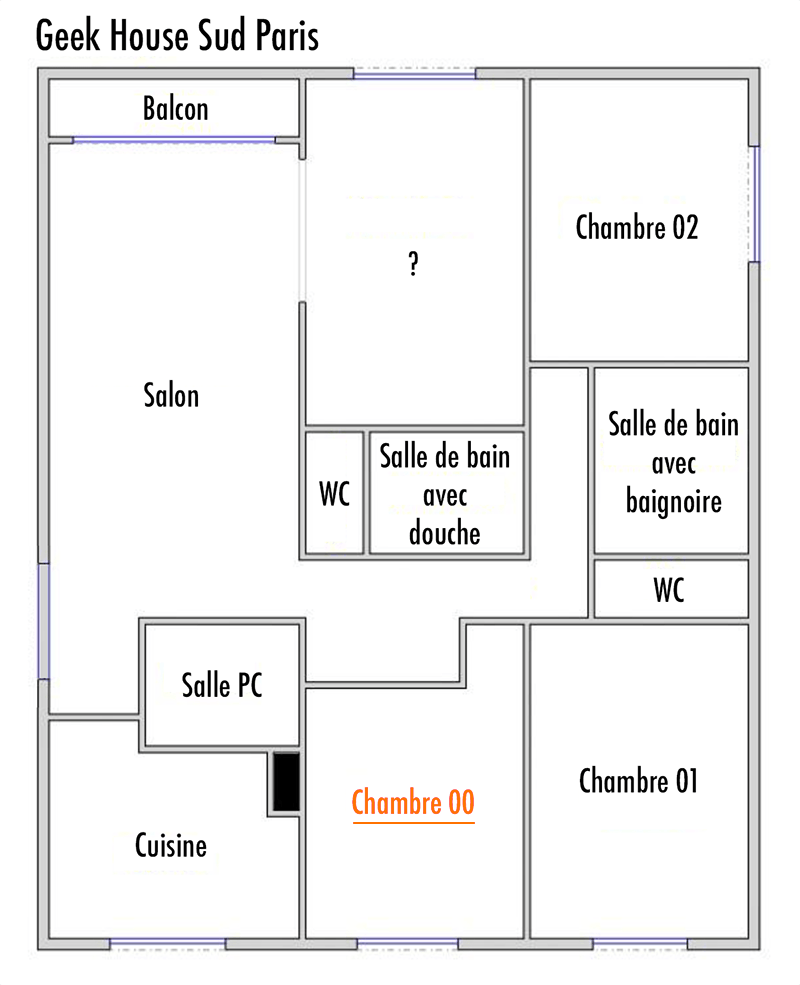 Geek House Sud Paris
Balcon
Chambre 02
?
Salon
Salle de bain
avec
baignoire
WC
Salle de bain
avec
douche
WC
Salle PC
Chambre 01
Chambre 00
Cuisine